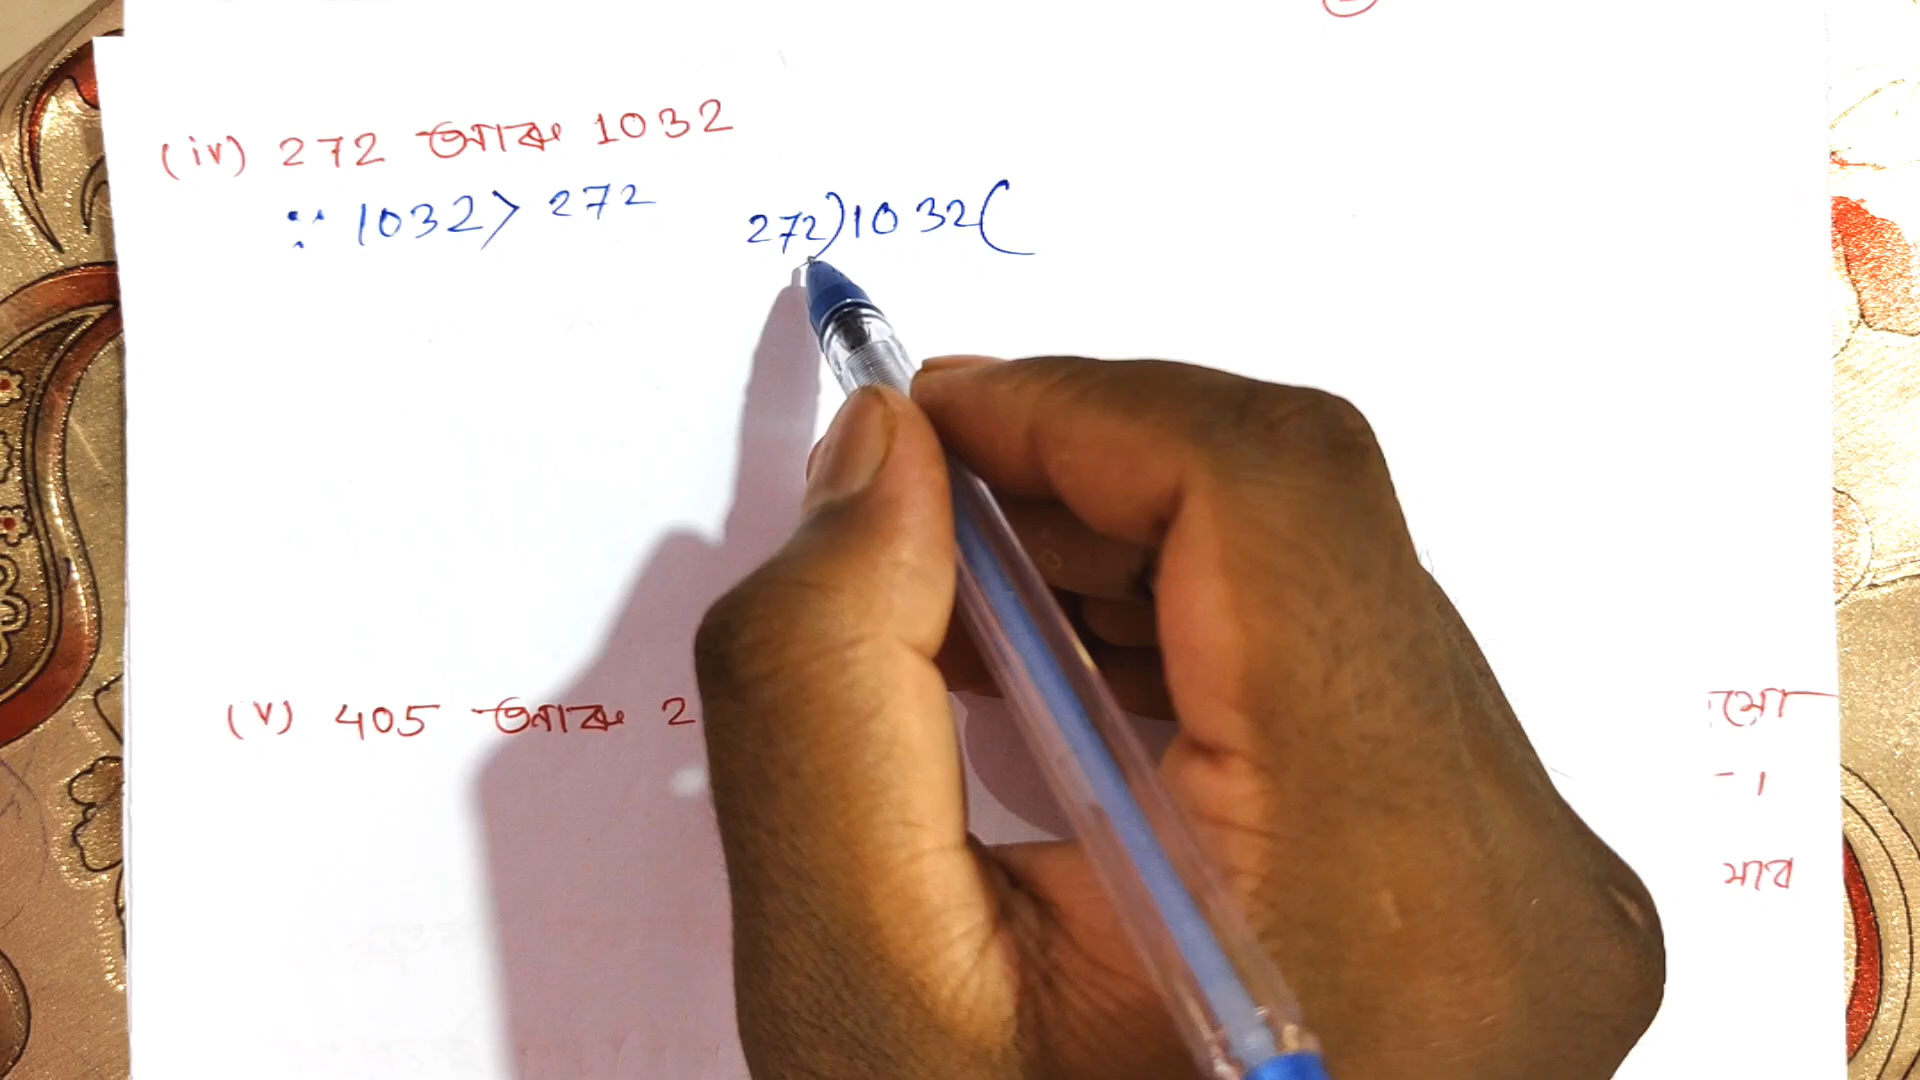 (iv) 272 আৰু 1032
∵ 1032 > 272 272)1032(
(v) 405 আৰু 2
- ।